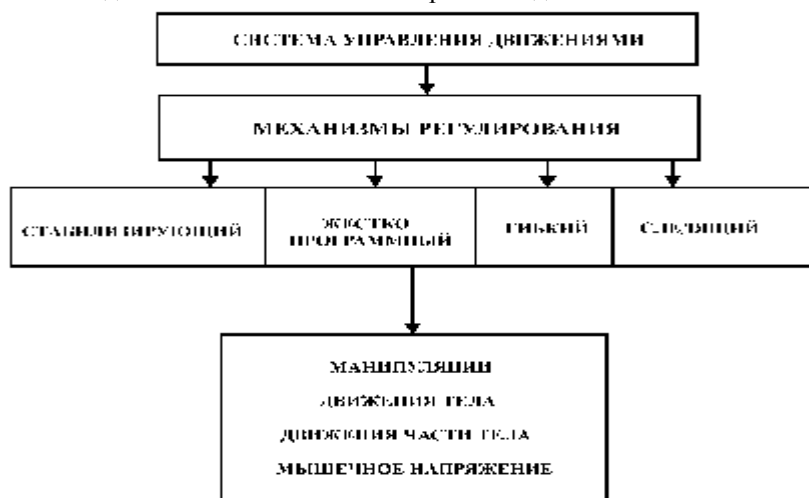 СИСТЕМА УПРАВЛЕНИЯ ДВИЖЕНИЯМИ
МЕХАНИЗМЫ РЕГУЛИРОВАНИЯ
СТАБИЛИЗИРУЮЩИЙ
ЖЕСТКО
ПРОГРАММНЫЙ
ГИБКИЙ
СЛЕДЯЩИЙ
МАНИПУЛЯЦИИ
ДВИЖЕНИЯ ТЕЛА
ДВИЖЕНИЯ ЧАСТИ ТЕЛА
МЫШЕЧНОЕ НАПРЯЖЕНИЕ